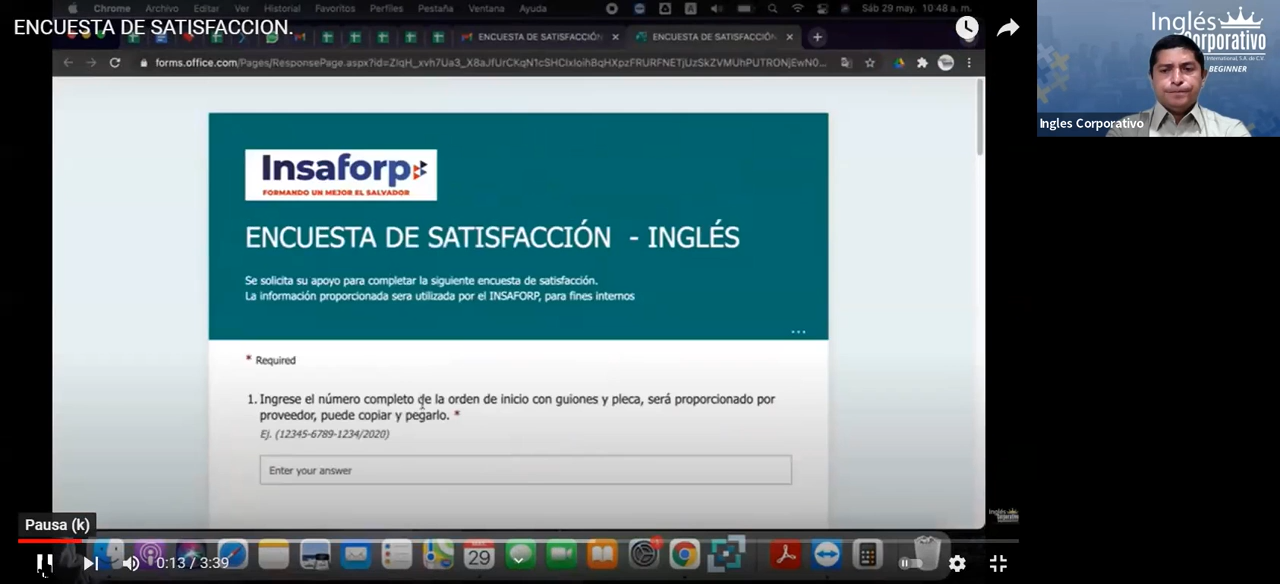 ENCUESTA DE SATISFACCION.
Chrome Archivo Editar Ver Historial Favoritos Perfiles Pestaña Ventana Ayuda
Sáb 29 may. 10:48 a. m.
ENCUESTA DE SATISFACCIÓN
ENCUESTA DE SATISFACCIÓN
Inglés
Corporativo
International, S.A. de C.V.
BEGINNER
Ingles Corporativo
Insaforp
FORMANDO UN MEJOR EL SALVADOR
ENCUESTA DE SATISFACCIÓN - INGLÉS
Se solicita su apoyo para completar la siguiente encuesta de satisfacción.
La información proporcionada sera utilizada por el INSAFORP, para fines internos
...
* Required
1. Ingrese el número completo de la orden de inicio con guiones y pleca, será proporcionado por
proveedor, puede copiar y pegarlo. *
Ej. (12345-6789-1234/2020)
Enter your answer
Inglés
Pausa (k)
29
0:13 / 3:39